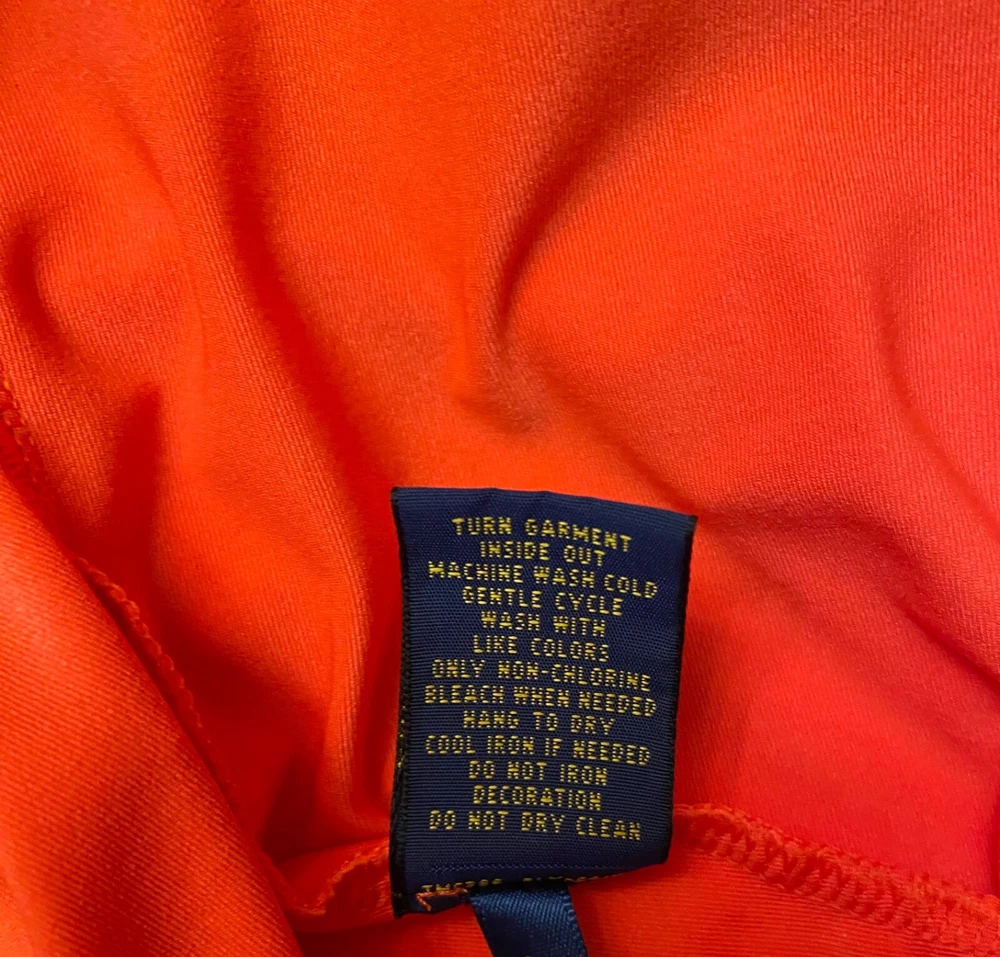 TURN GARMENT
INSIDE OUT
MACHINE WASH COLD
GENTLE CYCLE
WASH WITH
LIKE COLORS
ONLY NON-CHLORINE
BLEACH WHEN NEEDED
HANG TO DRY
COOL IRON IF NEEDED
DO NOT IRON
DECORATION
DO NOT DRY CLEAN